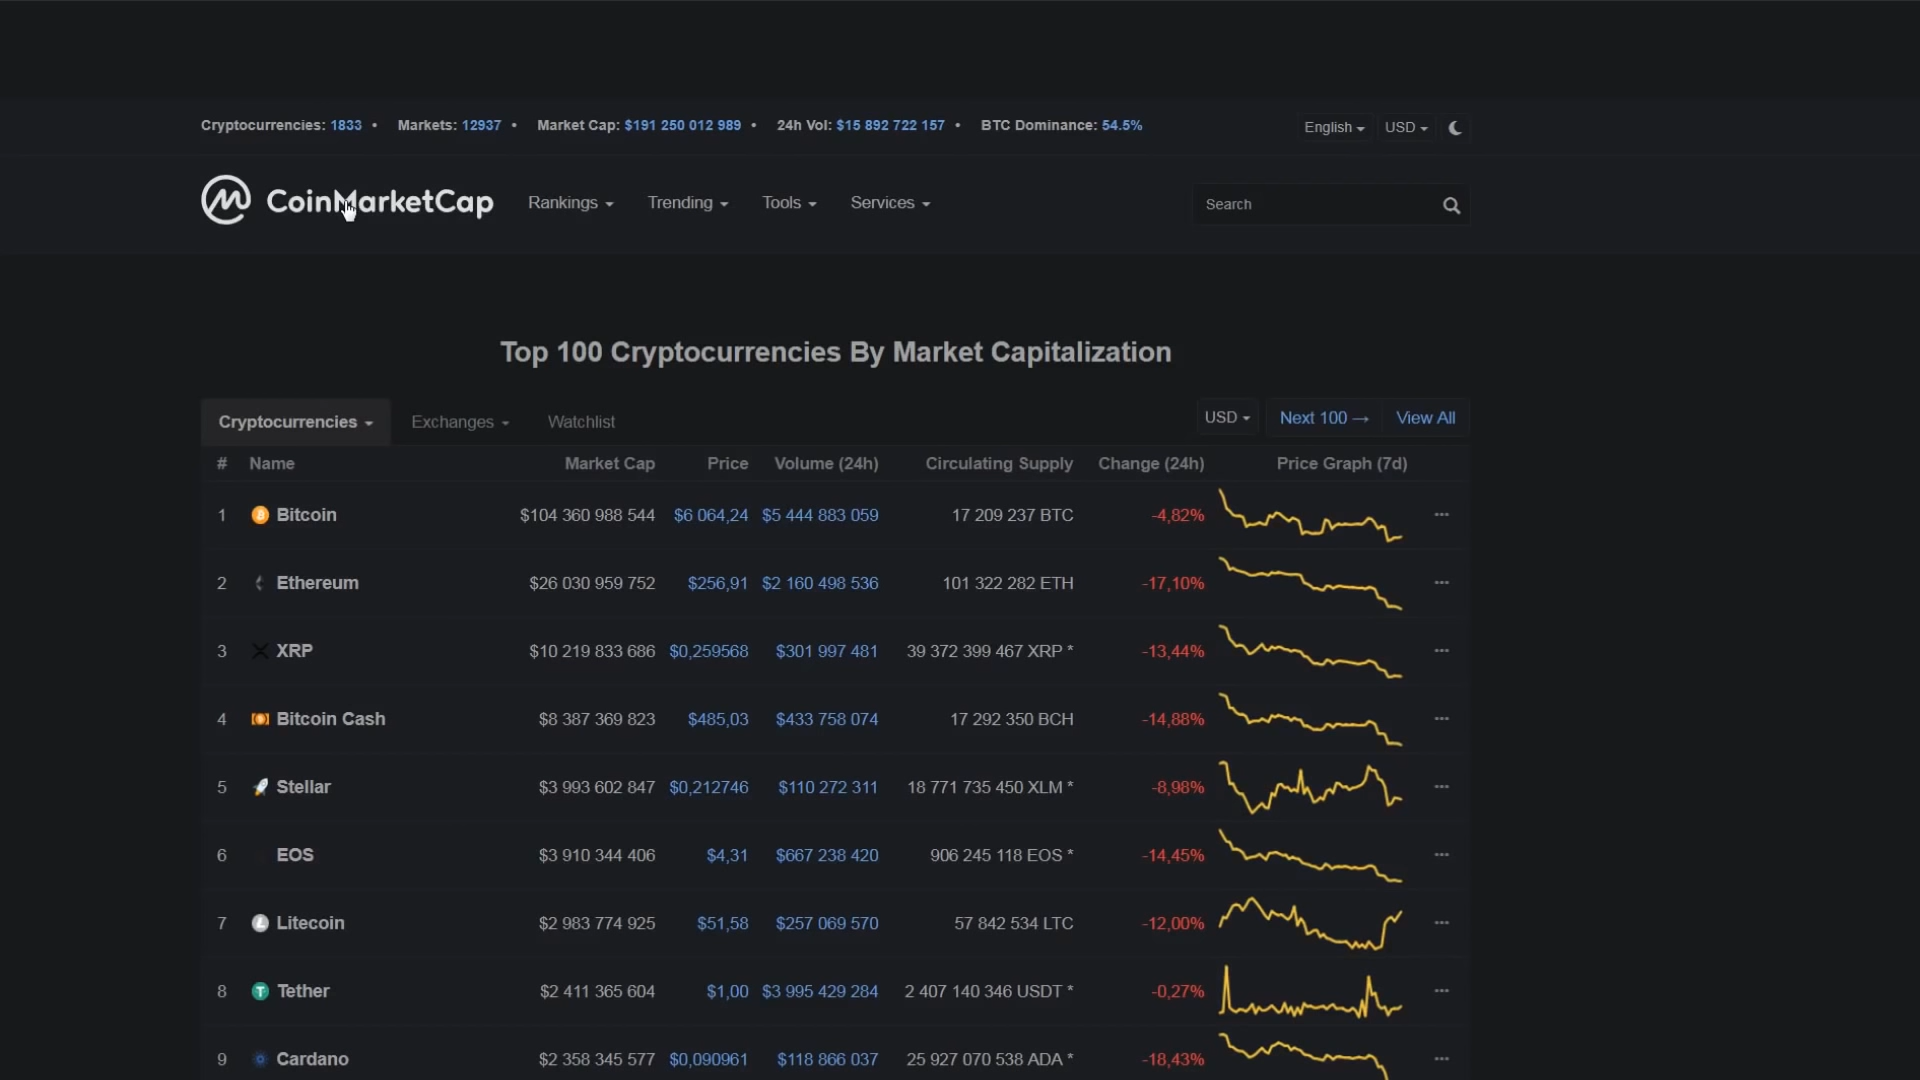 Cryptocurrencies: 1833 • Markets: 12937 • Market Cap: $191 250 012 989 • 24h Vol: $15 892 722 157 • BTC Dominance: 54.5% English USD
CoinMarketCap Rankings Trending Tools Services Search
Top 100 Cryptocurrencies By Market Capitalization
Cryptocurrencies Exchanges Watchlist USD Next 100 → View All
# Name Market Cap Price Volume (24h) Circulating Supply Change (24h) Price Graph (7d)
1 Bitcoin $104 360 988 544 $6 064,24 $5 444 883 059 17 209 237 BTC -4,82%
2 Ethereum $26 030 959 752 $256,91 $2 160 498 536 101 322 282 ETH -17,10%
3 XRP $10 219 833 686 $0,259568 $301 997 481 39 372 399 467 XRP * -13,44%
4 Bitcoin Cash $8 387 369 823 $485,03 $433 758 074 17 292 350 BCH -14,88%
5 Stellar $3 993 602 847 $0,212746 $110 272 311 18 771 735 450 XLM * -8,98%
6 EOS $3 910 344 406 $4,31 $667 238 420 906 245 118 EOS * -14,45%
7 Litecoin $2 983 774 925 $51,58 $257 069 570 57 842 534 LTC -12,00%
8 Tether $2 411 365 604 $1,00 $3 995 429 284 2 407 140 346 USDT * -0,27%
9 Cardano $2 358 345 577 $0,090961 $118 866 037 25 927 070 538 ADA * -18,43%